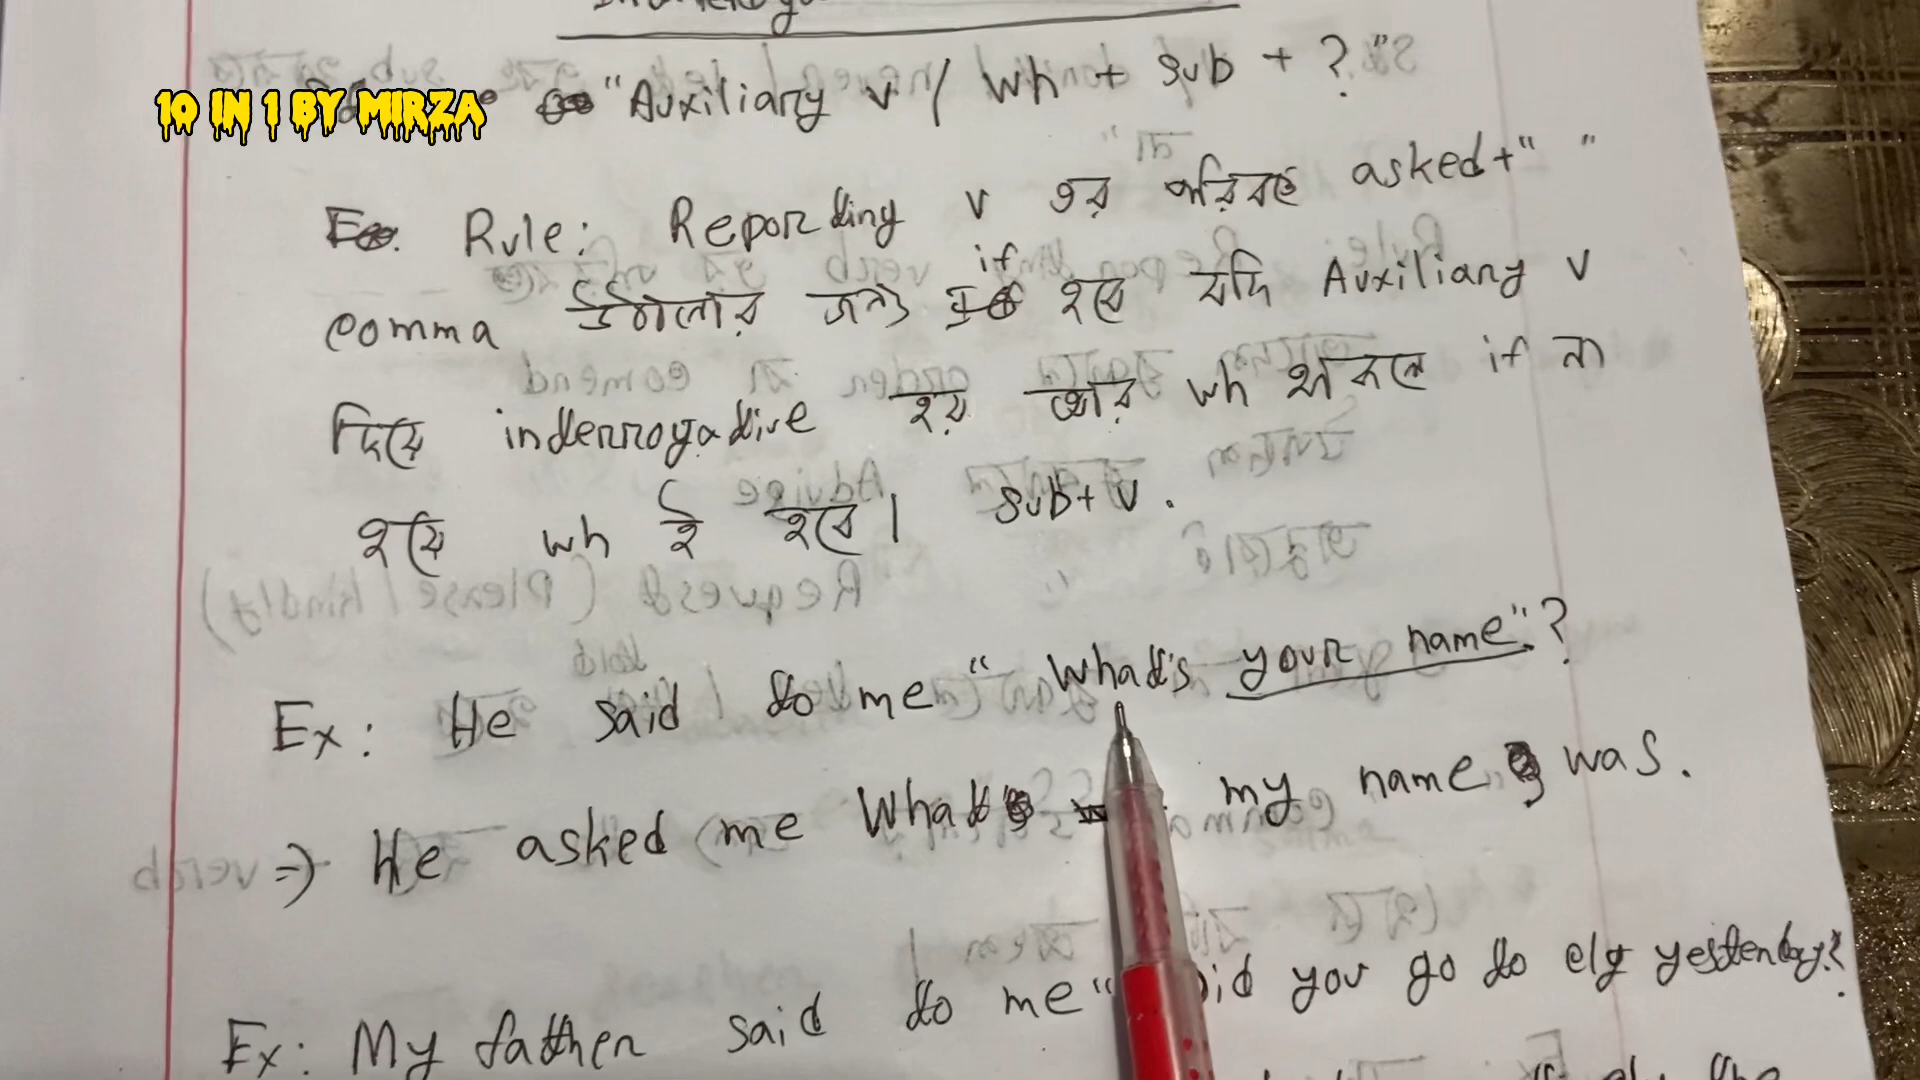 10 IN 1 BY MIRZA
"Auxiliary v / wh + sub + ?"
Rule: Reporting v এর পরিবর্তে asked + " "
comma উঠানোর জন্য if হবে যদি Auxiliary v
দিয়ে interrogative হয় আর wh থাকলে if না
হয়ে wh ই হবে। sub + v.
Ex: He said to me "What's your name"?
⇒ He asked me What my name was.
Ex: My father said to me " did you go to cly yesterday?